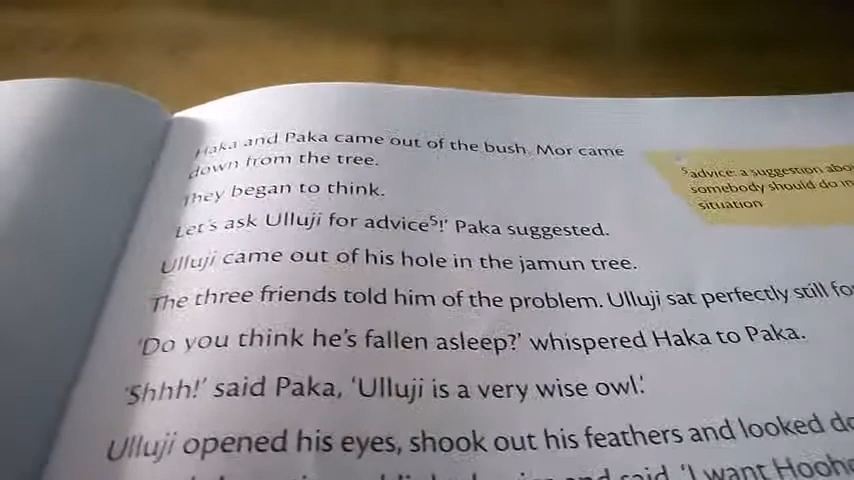 Haka and Paka came out of the bush. Mor came
down from the tree.
They began to think.
Let's ask Ulluji for advice⁵!' Paka suggested.
Ulluji came out of his hole in the jamun tree.
The three friends told him of the problem. Ulluji sat perfectly still
'Do you think he's fallen asleep?' whispered Haka to Paka.
'Shhh!' said Paka, 'Ulluji is a very wise owl.'
Ulluji opened his eyes, shook out his feathers and looked
and said, 'I want
⁵advice: a suggestion
somebody should do in
situation